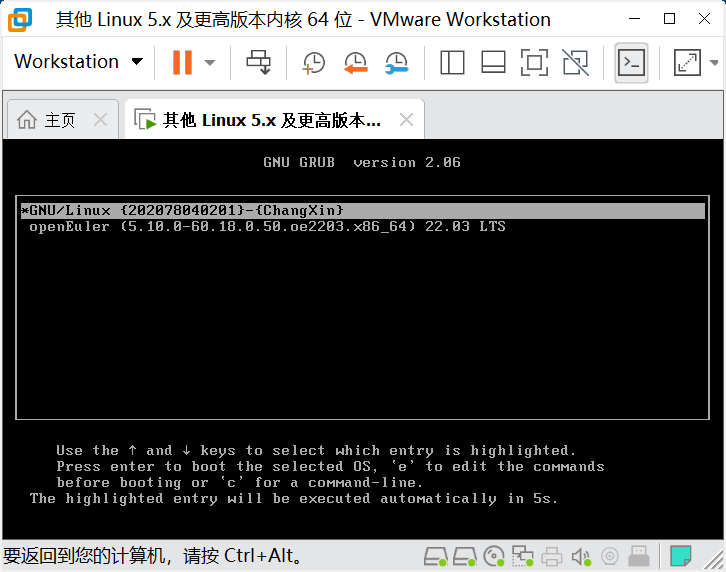 其他 Linux 5.x 及更高版本内核 64 位 - VMware Workstation
Workstation
主页
其他 Linux 5.x 及更高版本...
GNU GRUB version 2.06
*GNU/Linux {202078040201}-{ChangXin}
openEuler (5.10.0-60.18.0.50.oe2203.x86_64) 22.03 LTS
Use the ↑ and ↓ keys to select which entry is highlighted.
Press enter to boot the selected OS, `e' to edit the commands
before booting or `c' for a command-line.
The highlighted entry will be executed automatically in 5s.
要返回到您的计算机，请按 Ctrl+Alt。